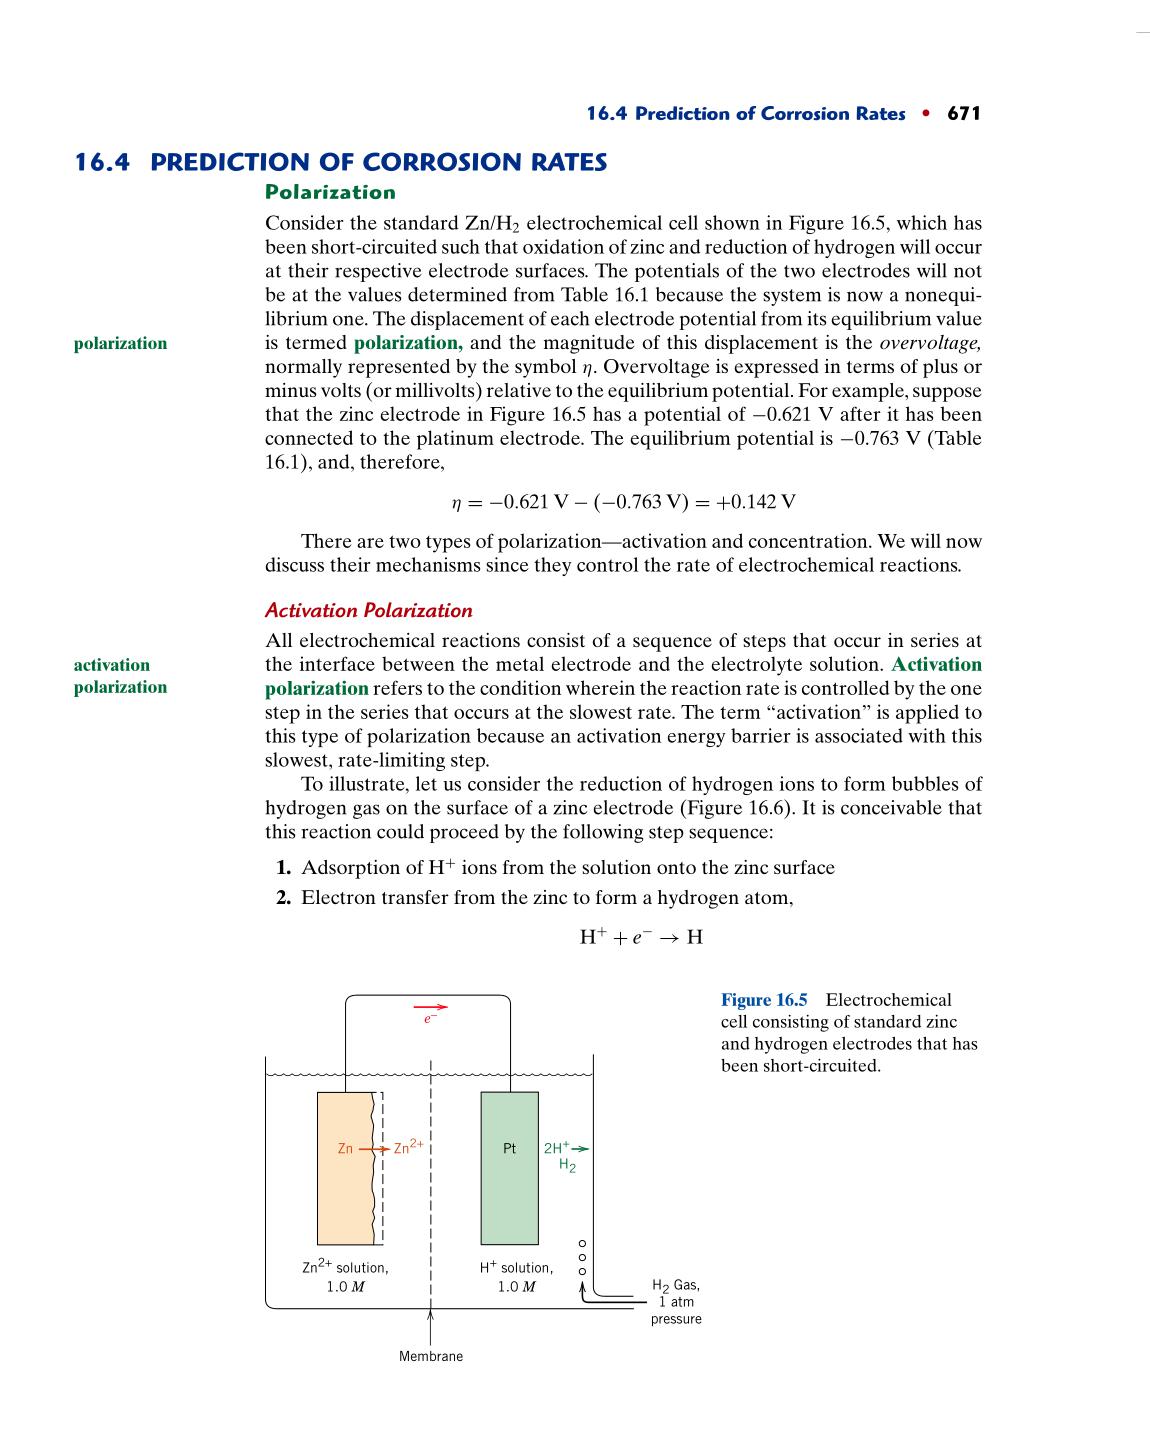 16.4 Prediction of Corrosion Rates • 671
16.4 PREDICTION OF CORROSION RATES
Polarization
Consider the standard Zn/H₂ electrochemical cell shown in Figure 16.5, which has
been short-circuited such that oxidation of zinc and reduction of hydrogen will occur
at their respective electrode surfaces. The potentials of the two electrodes will not
be at the values determined from Table 16.1 because the system is now a nonequi-
librium one. The displacement of each electrode potential from its equilibrium value
polarization
is termed polarization, and the magnitude of this displacement is the overvoltage,
normally represented by the symbol η. Overvoltage is expressed in terms of plus or
minus volts (or millivolts) relative to the equilibrium potential. For example, suppose
that the zinc electrode in Figure 16.5 has a potential of −0.621 V after it has been
connected to the platinum electrode. The equilibrium potential is −0.763 V (Table
16.1), and, therefore,
η = −0.621 V − (−0.763 V) = +0.142 V
There are two types of polarization—activation and concentration. We will now
discuss their mechanisms since they control the rate of electrochemical reactions.
Activation Polarization
All electrochemical reactions consist of a sequence of steps that occur in series at
activation
polarization
the interface between the metal electrode and the electrolyte solution. Activation
polarization refers to the condition wherein the reaction rate is controlled by the one
step in the series that occurs at the slowest rate. The term “activation” is applied to
this type of polarization because an activation energy barrier is associated with this
slowest, rate-limiting step.
To illustrate, let us consider the reduction of hydrogen ions to form bubbles of
hydrogen gas on the surface of a zinc electrode (Figure 16.6). It is conceivable that
this reaction could proceed by the following step sequence:
1. Adsorption of H⁺ ions from the solution onto the zinc surface
2. Electron transfer from the zinc to form a hydrogen atom,
H⁺ + e⁻ → H
Figure 16.5 Electrochemical
cell consisting of standard zinc
and hydrogen electrodes that has
been short-circuited.
e⁻
Zn → Zn²⁺
Pt
2H⁺→
H₂
Zn²⁺ solution,
1.0 M
H⁺ solution,
1.0 M
H₂ Gas,
1 atm
pressure
Membrane